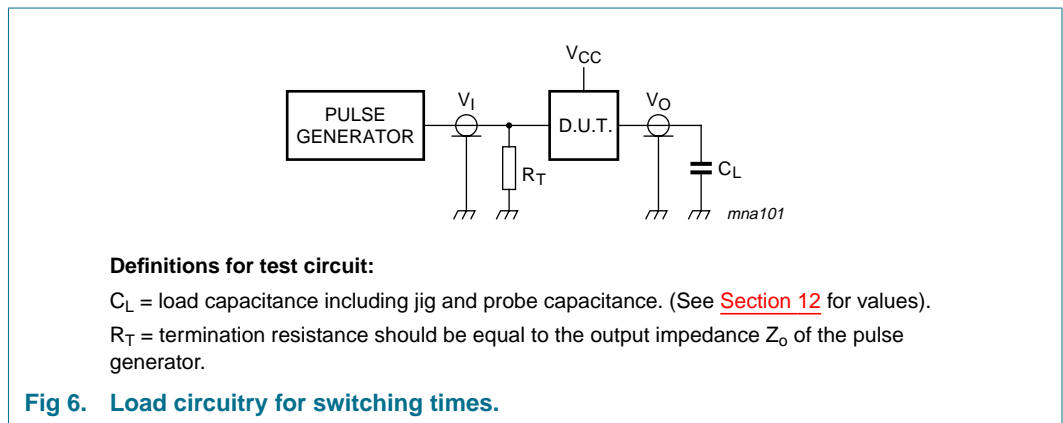 VCC
PULSE
GENERATOR
VI
D.U.T.
VO
RT
CL
mna101
Definitions for test circuit:
CL = load capacitance including jig and probe capacitance. (See Section 12 for values).
RT = termination resistance should be equal to the output impedance Zo of the pulse
generator.
Fig 6. Load circuitry for switching times.